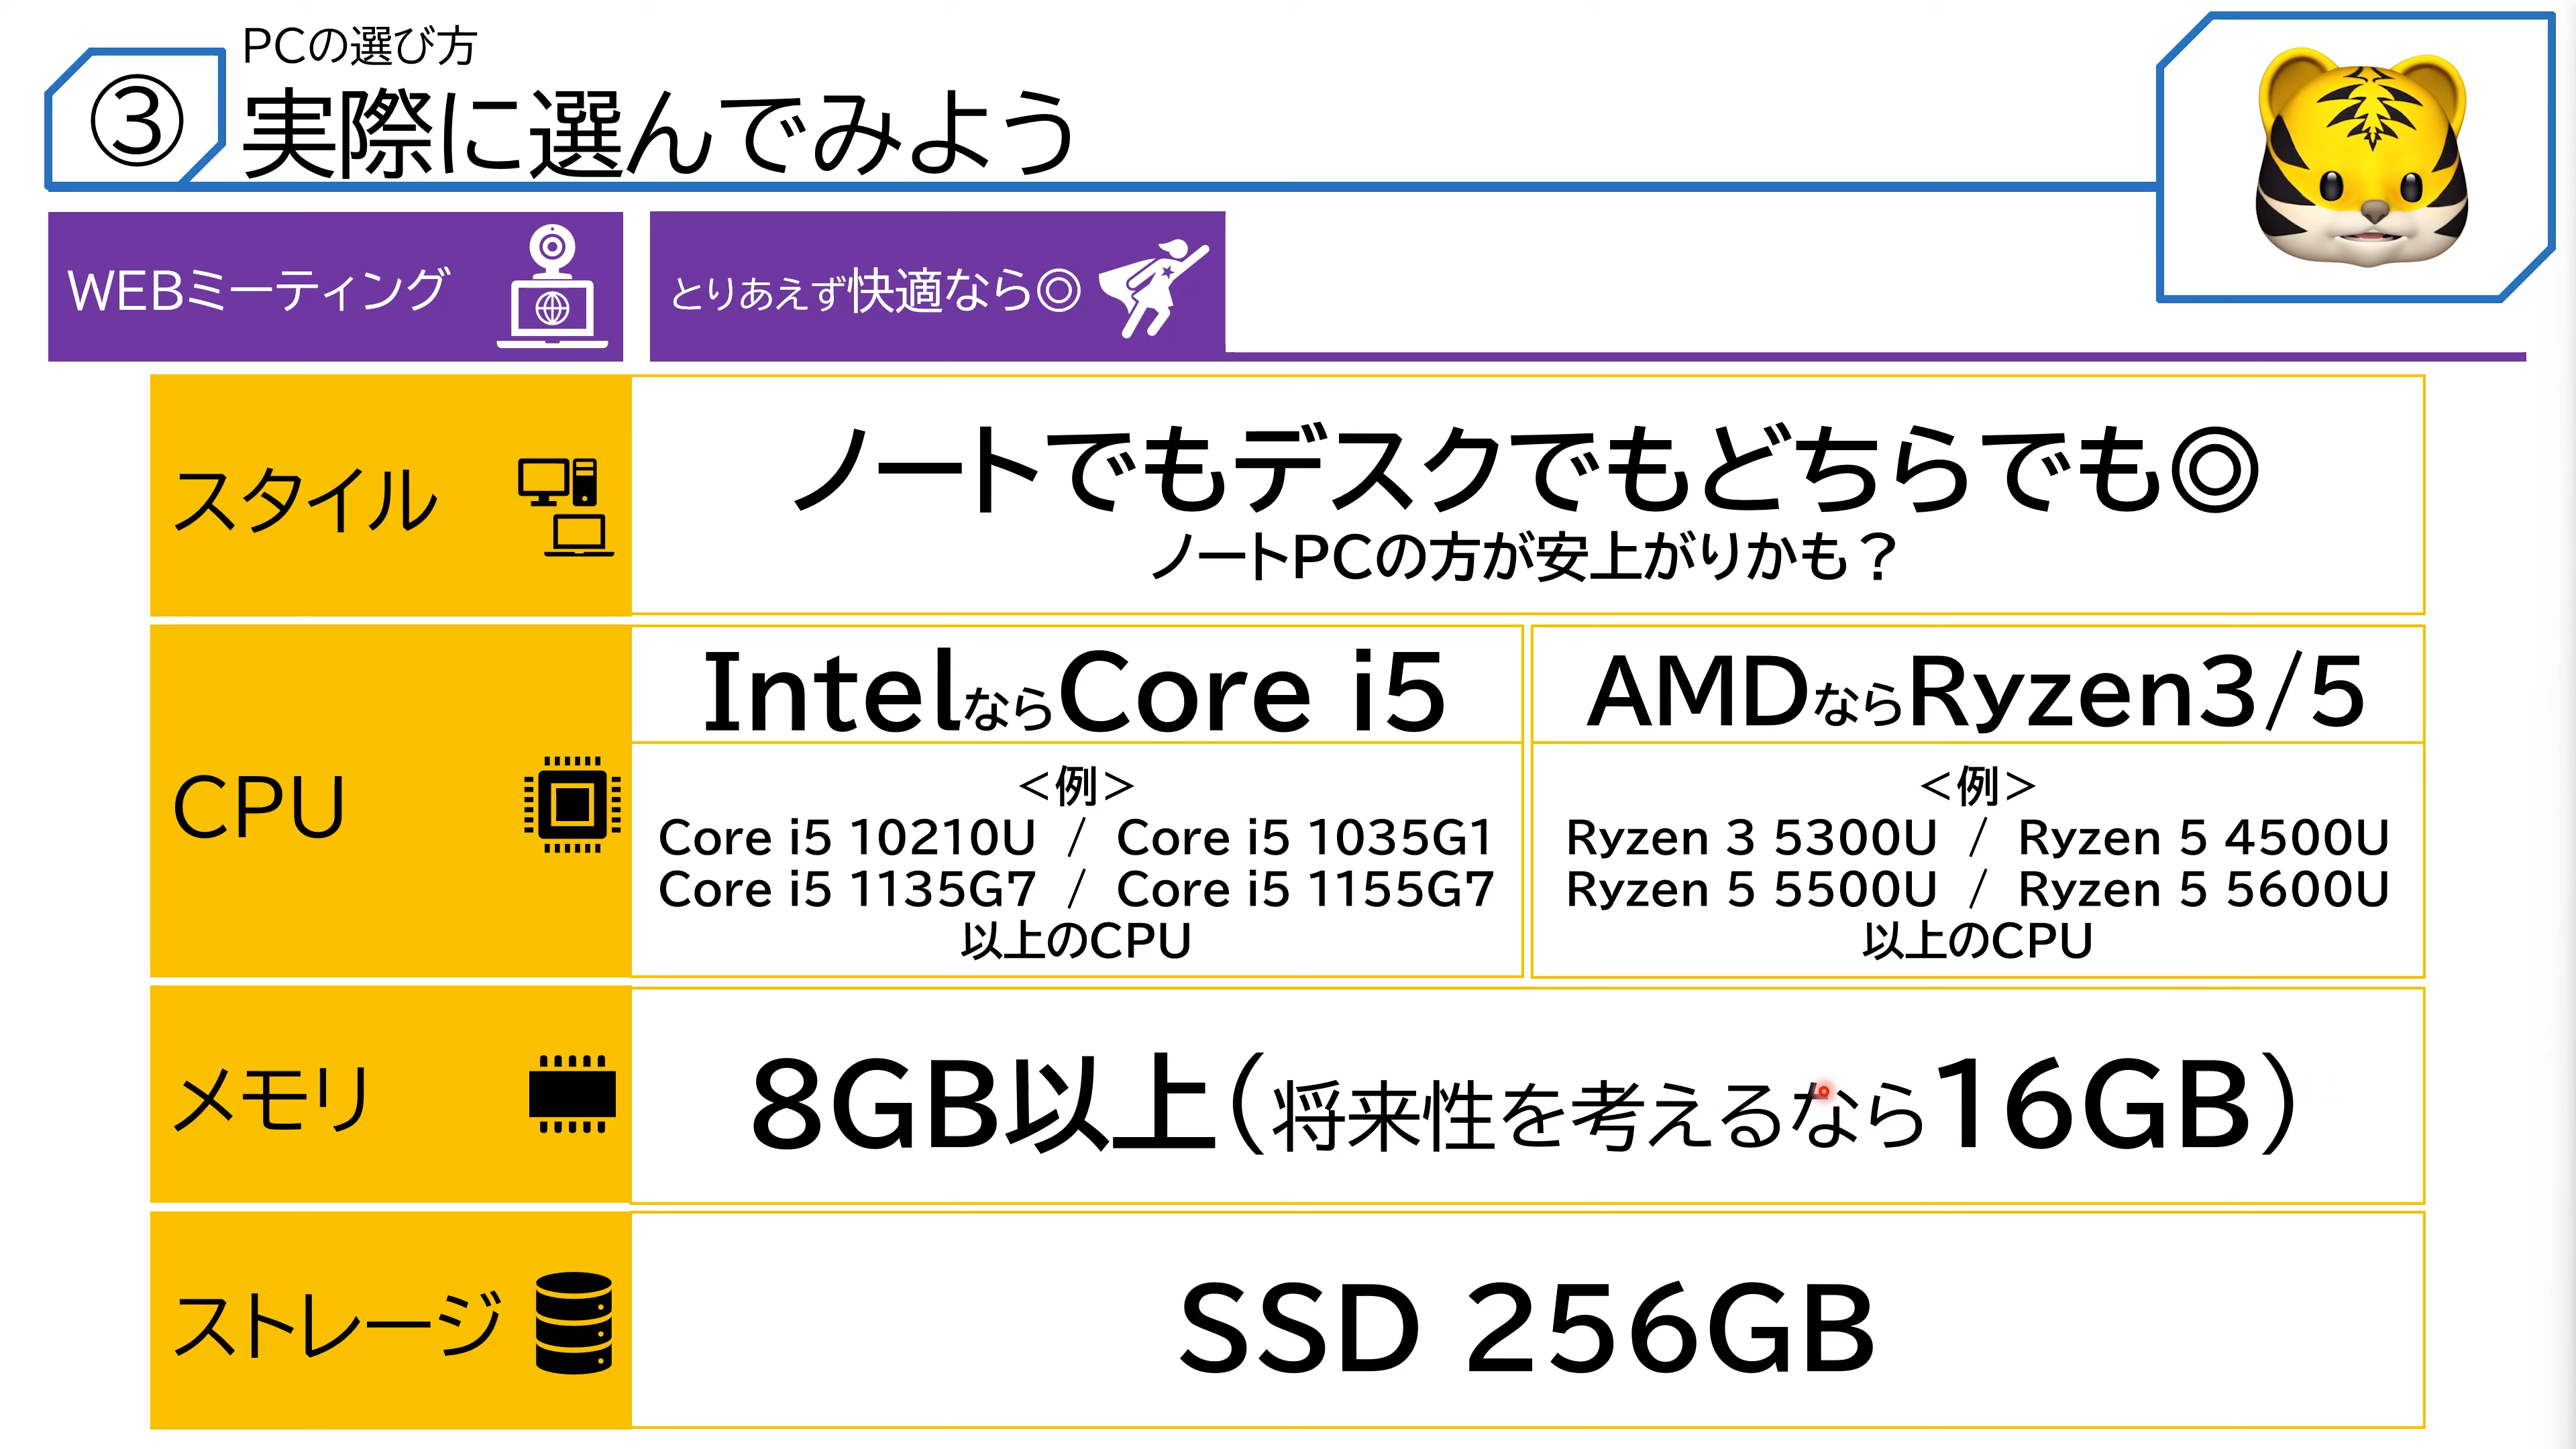 PCの選び方
③ 実際に選んでみよう
WEBミーティング
とりあえず快適なら◎
スタイル
ノートでもデスクでもどちらでも◎
ノートPCの方が安上がりかも？
CPU
IntelならCore i5
＜例＞
Core i5 10210U / Core i5 1035G1
Core i5 1135G7 / Core i5 1155G7
以上のCPU
AMDならRyzen3/5
＜例＞
Ryzen 3 5300U / Ryzen 5 4500U
Ryzen 5 5500U / Ryzen 5 5600U
以上のCPU
メモリ
8GB以上(将来性を考えるなら16GB)
ストレージ
SSD 256GB